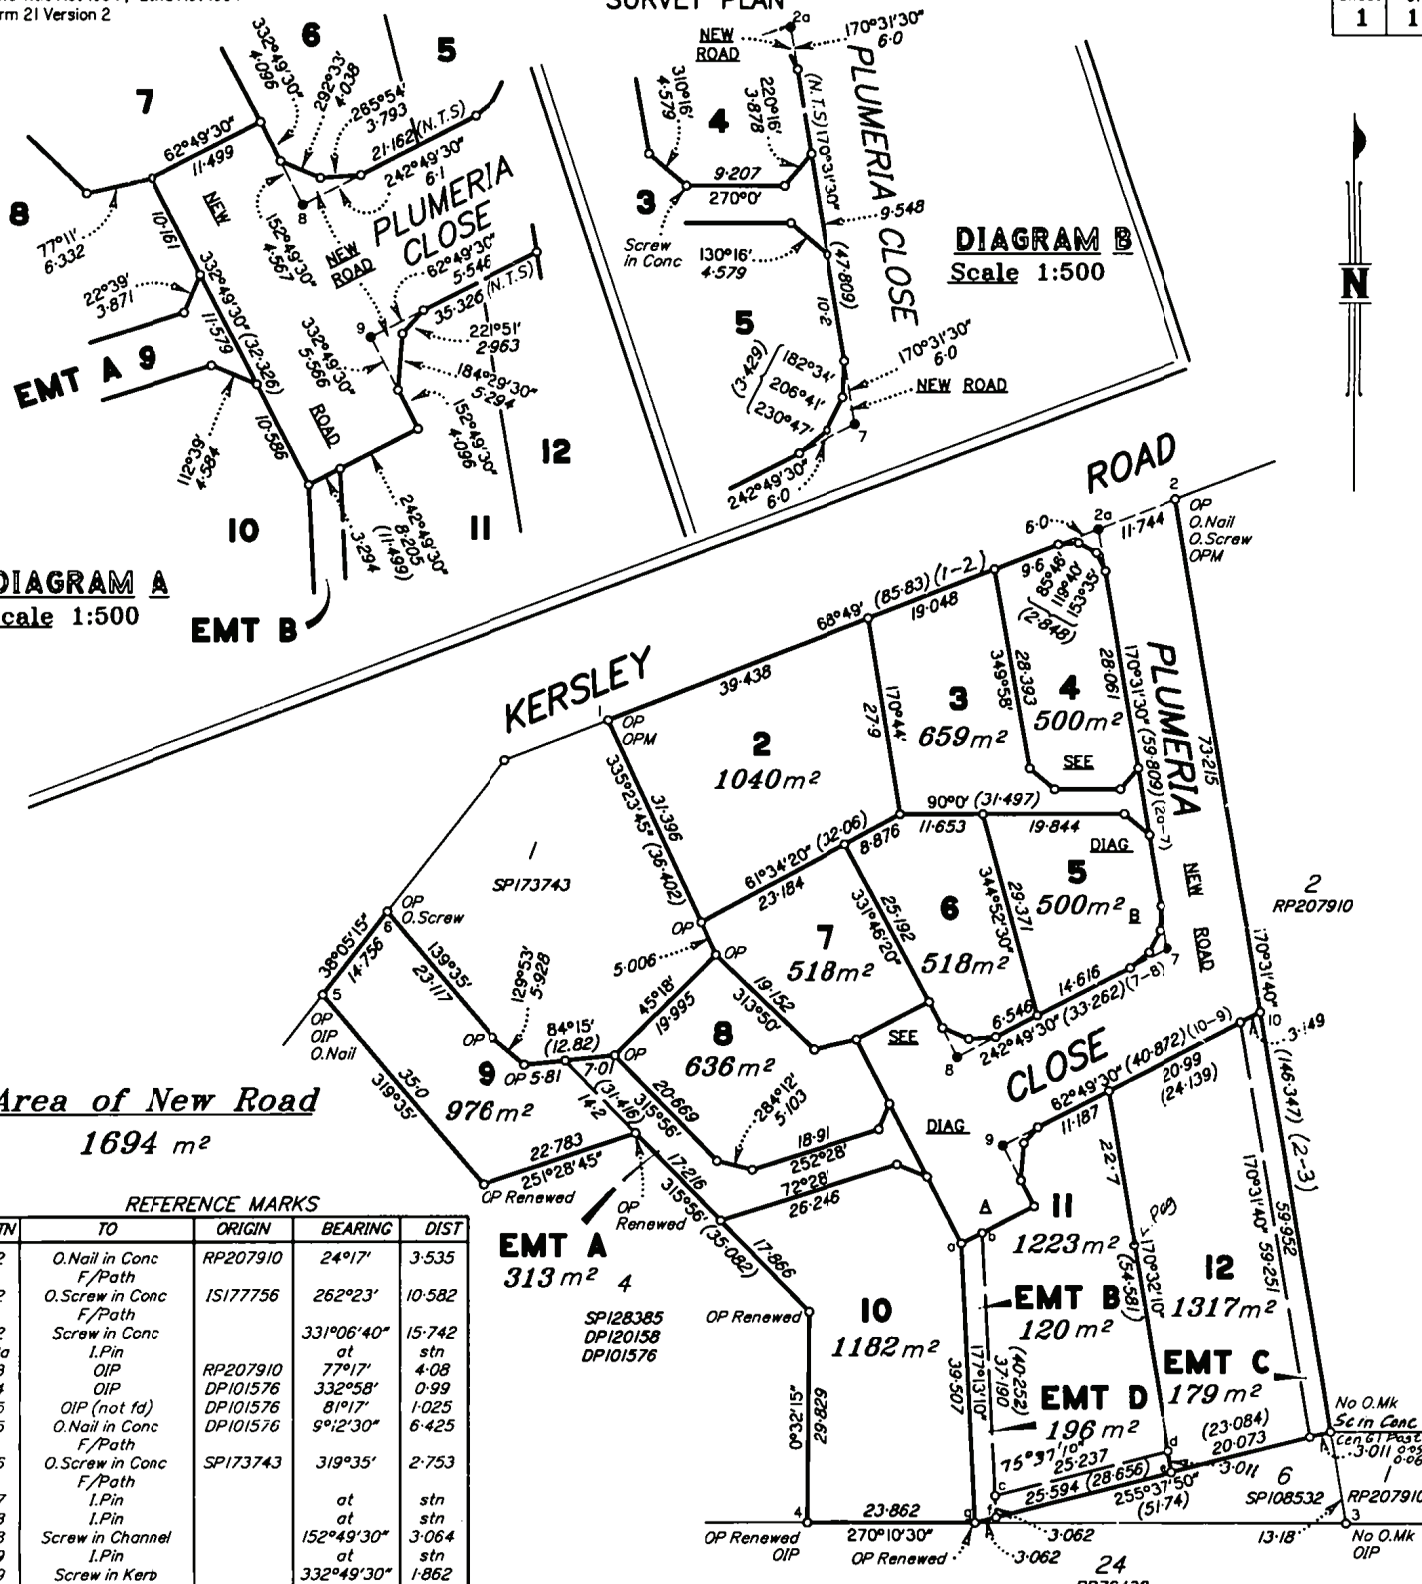 Form 21 Version 2
SURVEY PLAN
1 1
N
6
5
7
8
332°49'30"
4·096
292°33'
4·038
265°54'
3·793
21·162 (N.T.S)
242°49'30"
6·1
62°49'30"
11·499
77°11'
6·332
10·161
NEW
8
152°49'30"
4·567
NEW
ROAD
PLUMERIA
CLOSE
62°49'30"
5·546
35·326 (N.T.S)
22°39'
3·871
332°49'30" (32·326)
11·579
9
332°49'30"
5·566
221°51'
2·963
184°29'30"
5·294
152°49'30"
4·096
EMT A 9
112°39'
4·584
10·586
ROAD
12
10
11
3·294
242°49'30"
8·205
(11·499)
DIAGRAM A
Scale 1:500
EMT B
2a
NEW
ROAD
170°31'30"
6·0
PLUMERIA CLOSE
310°16'
4·579
4
220°16'
3·878
(N.T.S) 170°31'30"
9·207
270°0'
3
Screw
in Conc
130°16'
4·579
9·548
(47·809)
10·2
DIAGRAM B
Scale 1:500
5
(3·429)
182°34'
206°41'
230°47'
170°31'30"
6·0
NEW ROAD
7
242°49'30"
6·0
KERSLEY
ROAD
2
OP
O.Nail
O.Screw
OPM
2a
11·744
6·0
9·6
85°46'
119°40'
153°35'
(2·848)
68°49' (85·83) (1-2)
19·048
39·438
1
OP
OPM
335°23'45" (36·402)
31·396
2
1040m²
170°44'
27·9
3
659m²
349°58'
28·393
4
500m²
28·061
170°31'30" (59·809) (2a-7)
PLUMERIA
73·215
SEE
90°0' (31·497)
11·653
19·844
DIAG
61°34'20" (32·06)
23·184
8·876
5
500m²
B
NEW
ROAD
2
RP207910
1
SP173743
OP
O.Screw
6
38°05'15"
14·756
139°35'
23·117
129°53'
5·928
OP
5·006
OP
7
518m²
331°46'20"
25·192
6
518m²
344°52'30"
29·371
14·616
6·546
242°49'30" (33·262) (7-8)
7
8
170°31'40"
5
OP
OIP
O.Nail
45°18'
19·995
19·152
313°50'
OP
84°15'
(12·82)
OP 5·81
7·01
OP
8
636m²
SEE
CLOSE
62°49'30" (40·872) (10-9)
20·99
(24·139)
10
3·149
11·187
9
35·0
319°35'
9
976m²
14·2
(31·416)
315°56'
20·669
284°12'
5·103
18·91
252°28'
DIAG
22·783
251°28'45"
OP Renewed
OP
Renewed
17·216
315°56' (35·082)
17·866
72°28'
26·246
A
11
1223m²
22·7
Peg
(54·581)
170°32'10"
170°31'40" 59·251
59·952
(146·347) (2-3)
12
1317m²
Area of New Road
1694 m²
EMT A
313m²
4
SP128385
DP120158
DP101576
OP Renewed
10
1182m²
a
b
EMT B
120m²
39·507
177°13'10"
37·190
(40·252)
EMT D
196m²
EMT C
179m²
0°32'15"
29·829
75°37'10"
25·237
c
d
e
f
g
25·594 (28·656)
255°37'50"
(51·74)
3·011
(23·084)
20·073
No O.Mk
Sc in Conc
Cen GI Post
3·011
6
SP108532
1
RP207910
13·18
3
No O.Mk
OIP
4
OP Renewed
OIP
23·862
270°10'30"
OP Renewed
3·062
3·062
24
REFERENCE MARKS
TO ORIGIN BEARING DIST
2 O.Nail in Conc F/Path RP207910 24°17' 3·535
2 O.Screw in Conc F/Path IS177756 262°23' 10·582
2 Screw in Conc 331°06'40" 15·742
I.Pin at stn
3 OIP RP207910 77°17' 4·08
4 OIP DP101576 332°58' 0·99
5 OIP (not fd) DP101576 81°17' 1·025
5 O.Nail in Conc F/Path DP101576 9°12'30" 6·425
6 O.Screw in Conc F/Path SP173743 319°35' 2·753
7 I.Pin at stn
8 I.Pin at stn
8 Screw in Channel 152°49'30" 3·064
9 I.Pin at stn
9 Screw in Kerb 332°49'30" 1·862